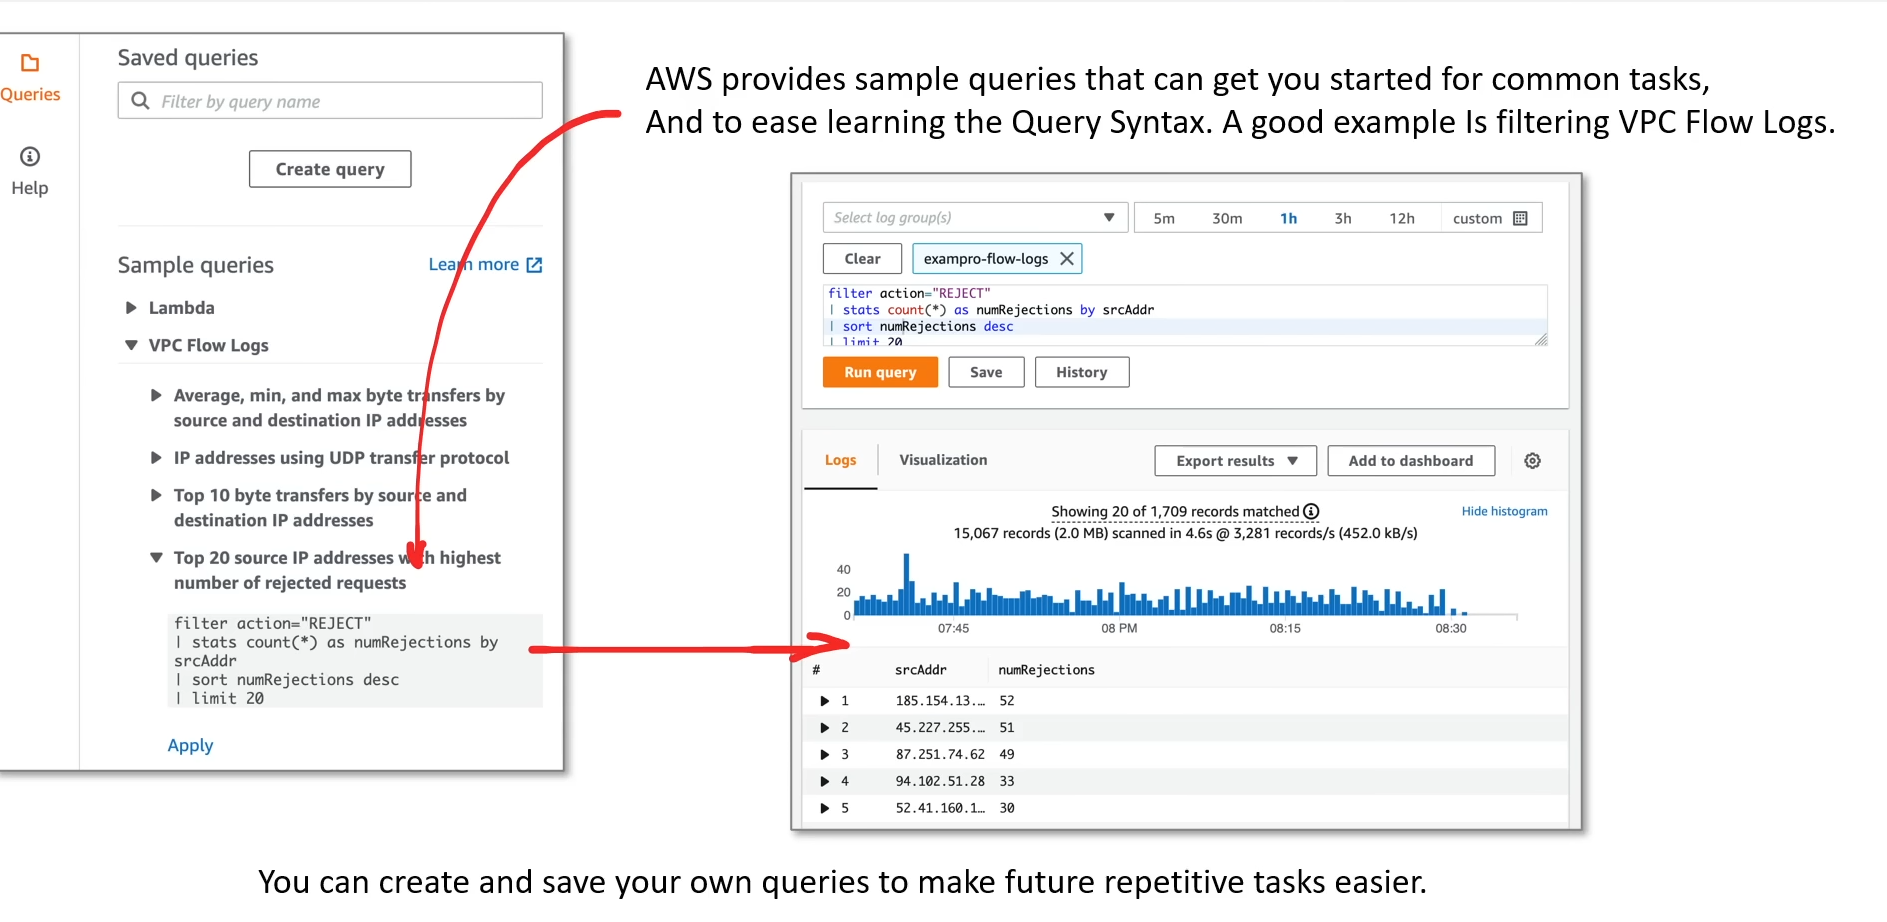 Queries
Help
Saved queries
Filter by query name
Create query
Sample queries
Learn more
Lambda
VPC Flow Logs
Average, min, and max byte transfers by
source and destination IP addresses
IP addresses using UDP transfer protocol
Top 10 byte transfers by source and
destination IP addresses
Top 20 source IP addresses with highest
number of rejected requests
filter action="REJECT"
| stats count(*) as numRejections by
srcAddr
| sort numRejections desc
| limit 20
Apply
AWS provides sample queries that can get you started for common tasks,
And to ease learning the Query Syntax. A good example Is filtering VPC Flow Logs.
Select log group(s)
5m 30m 1h 3h 12h custom
Clear exampro-flow-logs
filter action="REJECT"
| stats count(*) as numRejections by srcAddr
| sort numRejections desc
| limit 20
Run query Save History
Logs Visualization Export results Add to dashboard
Showing 20 of 1,709 records matched
Hide histogram
15,067 records (2.0 MB) scanned in 4.6s @ 3,281 records/s (452.0 kB/s)
40
20
0
07:45 08 PM 08:15 08:30
# srcAddr numRejections
1 185.154.13.… 52
2 45.227.255.… 51
3 87.251.74.62 49
4 94.102.51.28 33
5 52.41.160.1… 30
You can create and save your own queries to make future repetitive tasks easier.